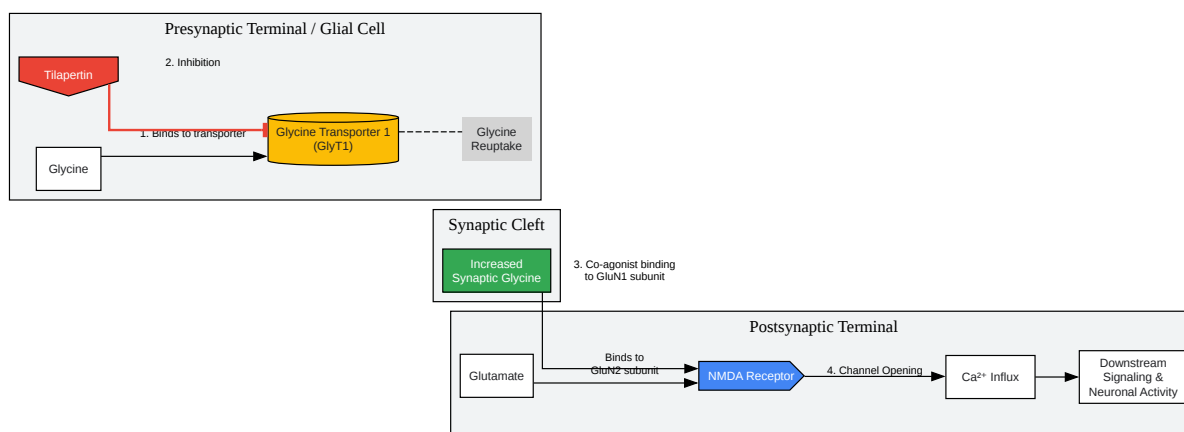 Presynaptic Terminal / Glial Cell
2. Inhibition
Tilapertin
1. Binds to transporter
Glycine Transporter 1
(GlyT1)
Glycine
Reuptake
Glycine
Synaptic Cleft
Increased
Synaptic Glycine
3. Co-agonist binding
to GluN1 subunit
Postsynaptic Terminal
Glutamate
Binds to
GluN2 subunit
NMDA Receptor
4. Channel Opening
Ca²⁺ Influx
Downstream
Signaling &
Neuronal Activity